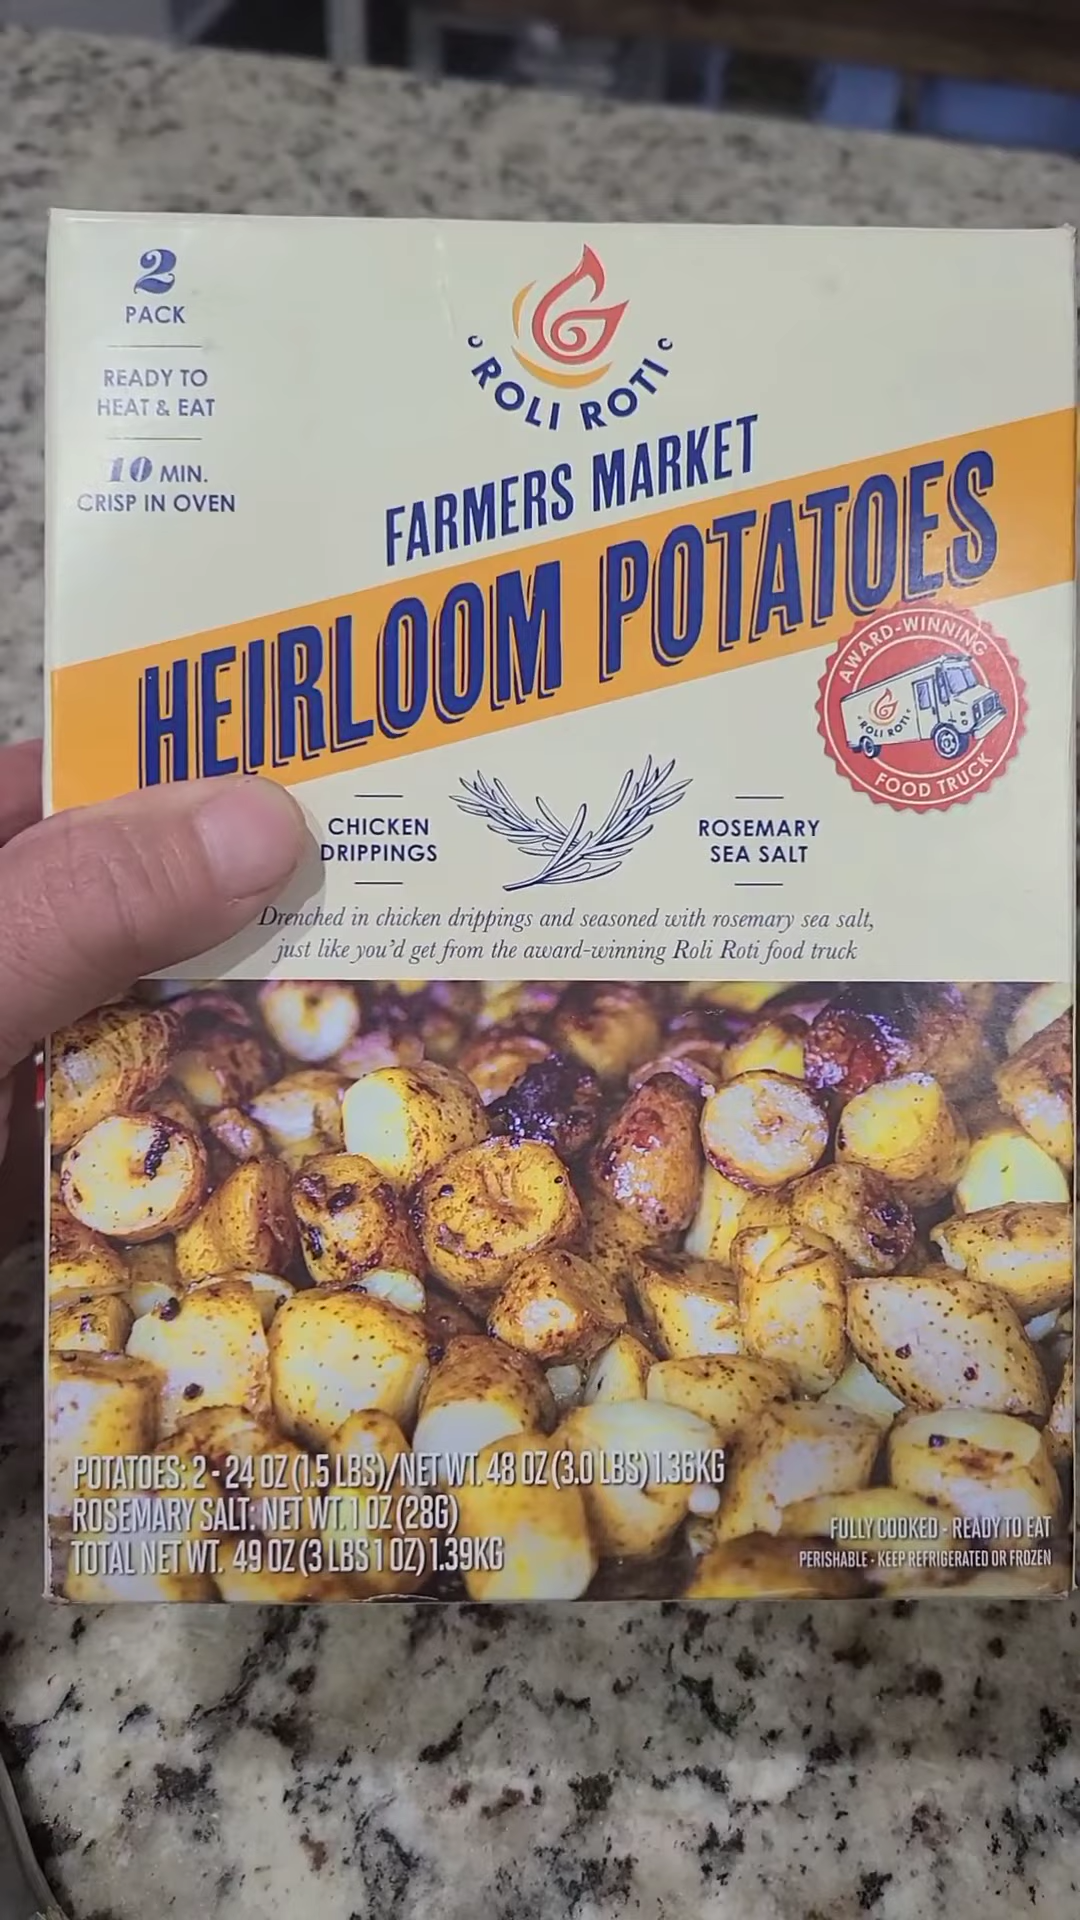 2
PACK
READY TO
HEAT & EAT
10 MIN.
CRISP IN OVEN
ROLI ROTI
FARMERS MARKET
HEIRLOOM POTATOES
AWARD-WINNING
ROLI ROTI
FOOD TRUCK
CHICKEN
DRIPPINGS
ROSEMARY
SEA SALT
Drenched in chicken drippings and seasoned with rosemary sea salt,
just like you'd get from the award-winning Roli Roti food truck
POTATOES: 2 - 24 OZ (1.5 LBS)/NET WT. 48 OZ (3.0 LBS) 1.36KG
ROSEMARY SALT: NET WT. 1 OZ (28G)
TOTAL NET WT. 49 OZ (3 LBS 1 OZ) 1.39KG
FULLY COOKED - READY TO EAT
PERISHABLE - KEEP REFRIGERATED OR FROZEN